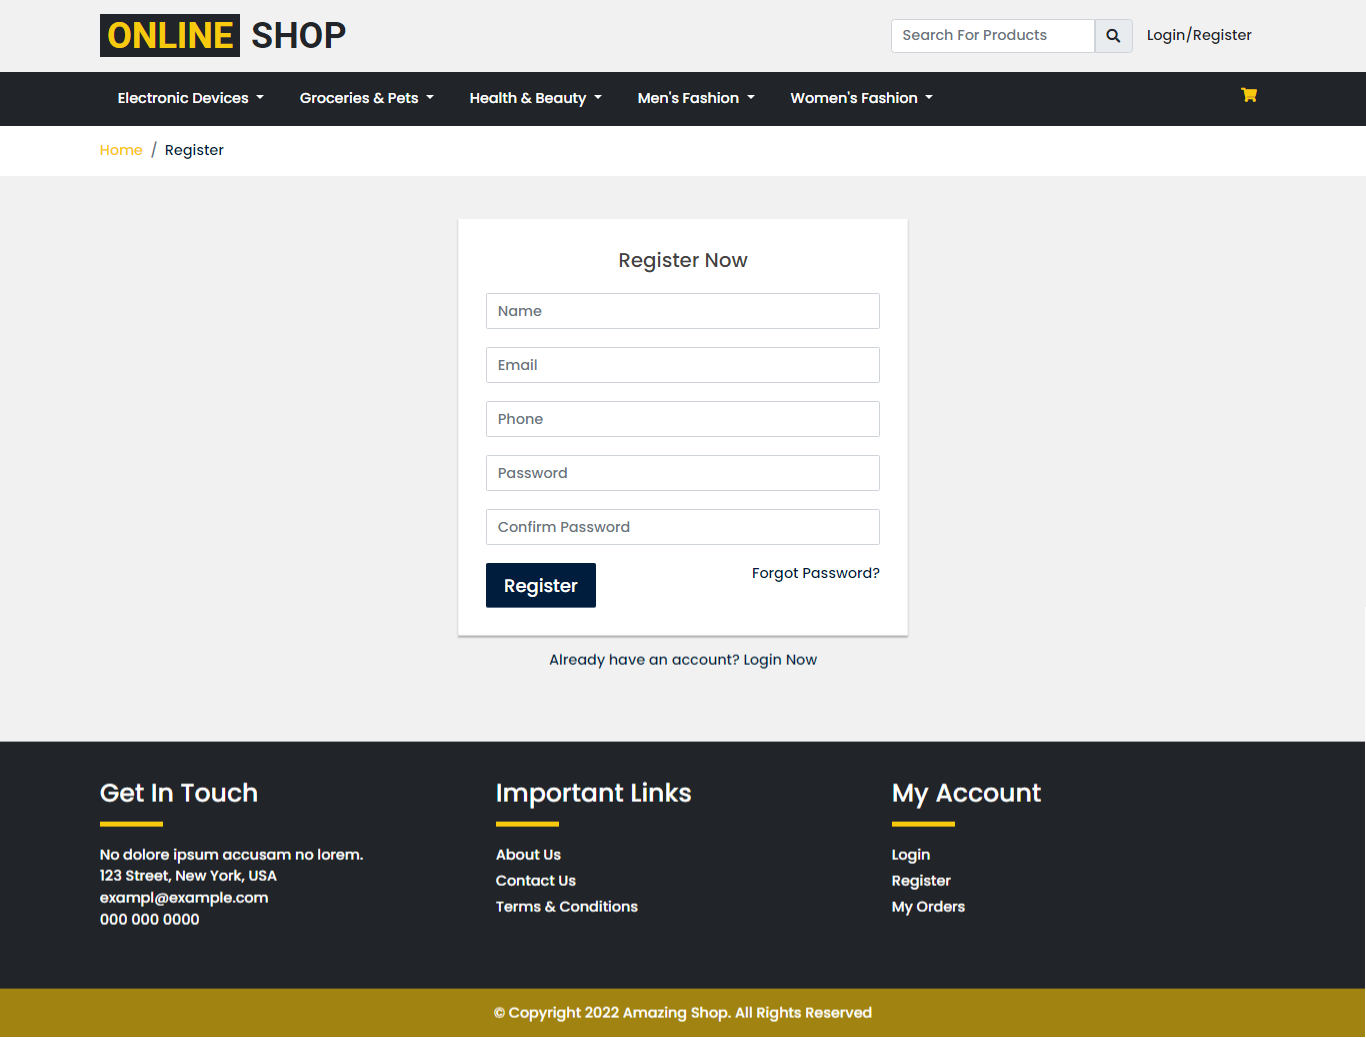 ONLINE SHOP
Search For Products
Login/Register
Electronic Devices
Groceries & Pets
Health & Beauty
Men's Fashion
Women's Fashion
Home / Register
Register Now
Name
Email
Phone
Password
Confirm Password
Register
Forgot Password?
Already have an account? Login Now
Get In Touch
No dolore ipsum accusam no lorem.
123 Street, New York, USA
exampl@example.com
000 000 0000
Important Links
About Us
Contact Us
Terms & Conditions
My Account
Login
Register
My Orders
© Copyright 2022 Amazing Shop. All Rights Reserved